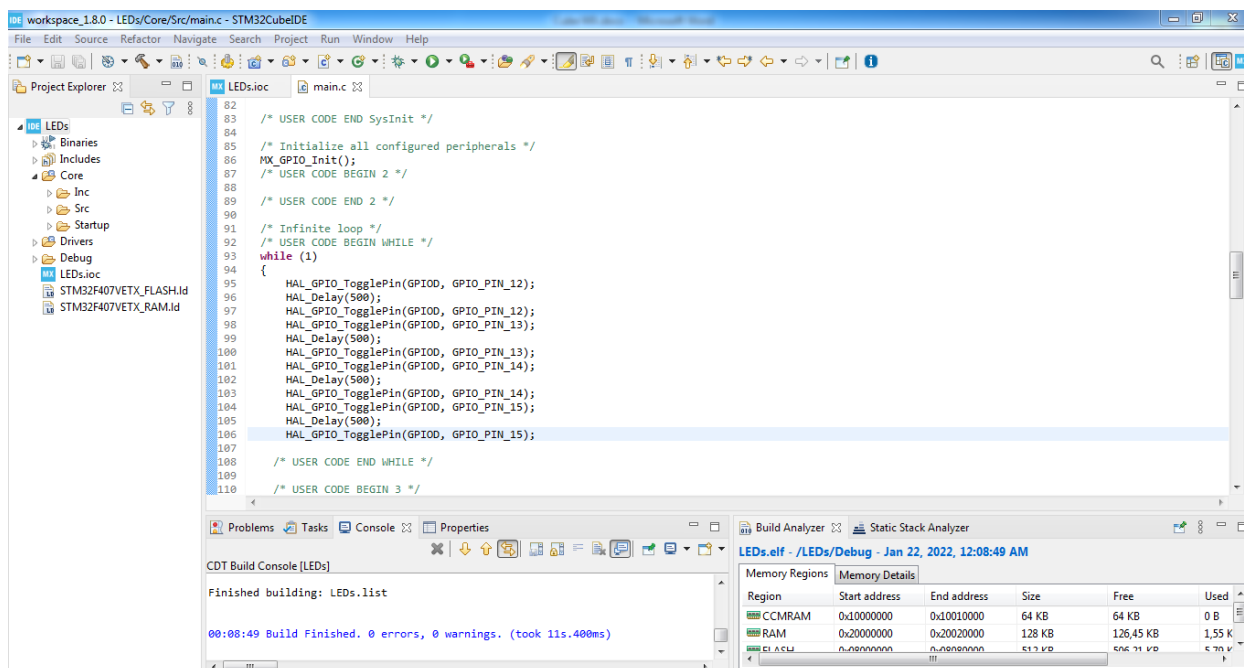 workspace_1.8.0 - LEDs/Core/Src/main.c - STM32CubeIDE
File Edit Source Refactor Navigate Search Project Run Window Help
Project Explorer
LEDs.ioc main.c
LEDs
Binaries
Includes
Core
Inc
Src
Startup
Drivers
Debug
LEDs.ioc
STM32F407VETX_FLASH.ld
STM32F407VETX_RAM.ld
82
83 /* USER CODE END SysInit */
84
85 /* Initialize all configured peripherals */
86 MX_GPIO_Init();
87 /* USER CODE BEGIN 2 */
88
89 /* USER CODE END 2 */
90
91 /* Infinite loop */
92 /* USER CODE BEGIN WHILE */
93 while (1)
94 {
95 HAL_GPIO_TogglePin(GPIOD, GPIO_PIN_12);
96 HAL_Delay(500);
97 HAL_GPIO_TogglePin(GPIOD, GPIO_PIN_12);
98 HAL_GPIO_TogglePin(GPIOD, GPIO_PIN_13);
99 HAL_Delay(500);
100 HAL_GPIO_TogglePin(GPIOD, GPIO_PIN_13);
101 HAL_GPIO_TogglePin(GPIOD, GPIO_PIN_14);
102 HAL_Delay(500);
103 HAL_GPIO_TogglePin(GPIOD, GPIO_PIN_14);
104 HAL_GPIO_TogglePin(GPIOD, GPIO_PIN_15);
105 HAL_Delay(500);
106 HAL_GPIO_TogglePin(GPIOD, GPIO_PIN_15);
107
108 /* USER CODE END WHILE */
109
110 /* USER CODE BEGIN 3 */
Problems Tasks Console Properties
CDT Build Console [LEDs]
Finished building: LEDs.list
00:08:49 Build Finished. 0 errors, 0 warnings. (took 11s.400ms)
Build Analyzer Static Stack Analyzer
LEDs.elf - /LEDs/Debug - Jan 22, 2022, 12:08:49 AM
Memory Regions Memory Details
Region Start address End address Size Free Used
CCMRAM 0x10000000 0x10010000 64 KB 64 KB 0 B
RAM 0x20000000 0x20020000 128 KB 126,45 KB 1,55 K
FLASH 0x08000000 0x08080000 512 KB 506,21 KB 5,79 K